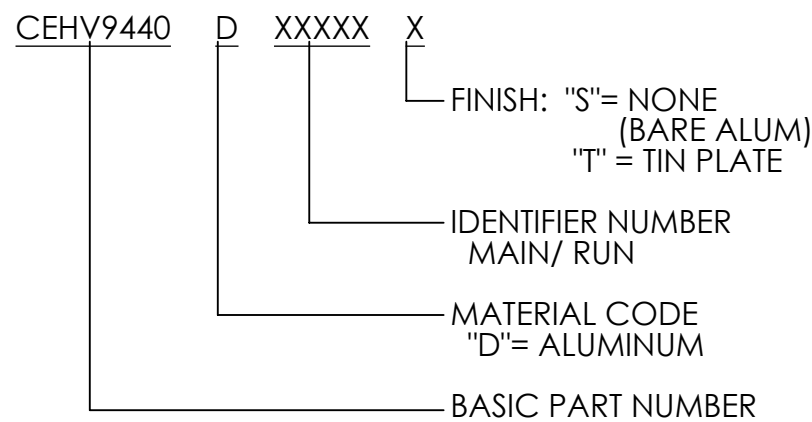 CEHV9440 D XXXXX X
FINISH: "S"= NONE
(BARE ALUM)
"T" = TIN PLATE
IDENTIFIER NUMBER
MAIN/ RUN
MATERIAL CODE
"D"= ALUMINUM
BASIC PART NUMBER